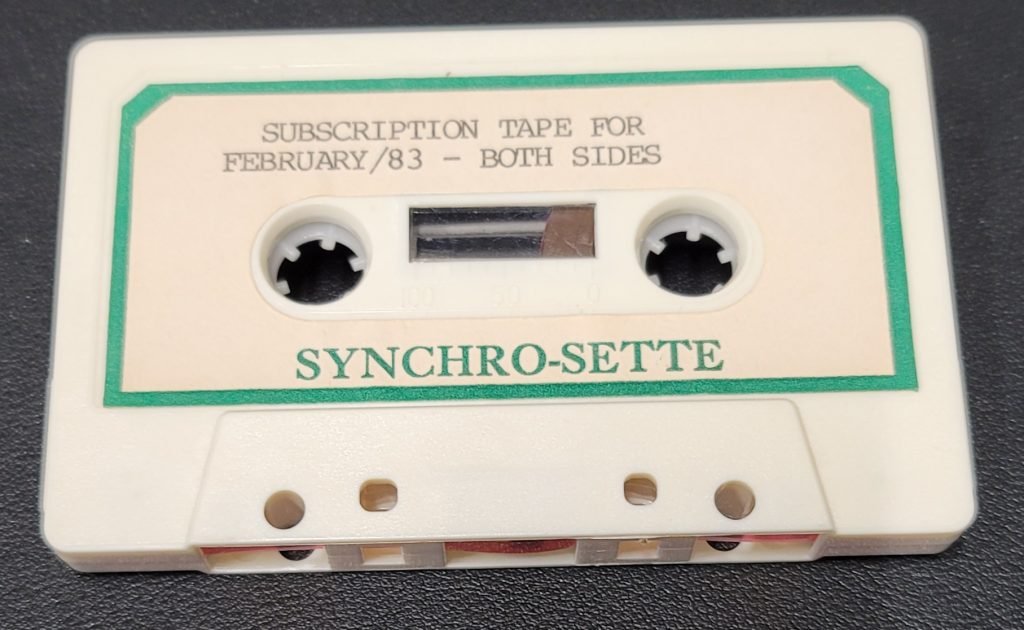 SUBSCRIPTION TAPE FOR
FEBRUARY/83 - BOTH SIDES
100 50 0
SYNCHRO-SETTE